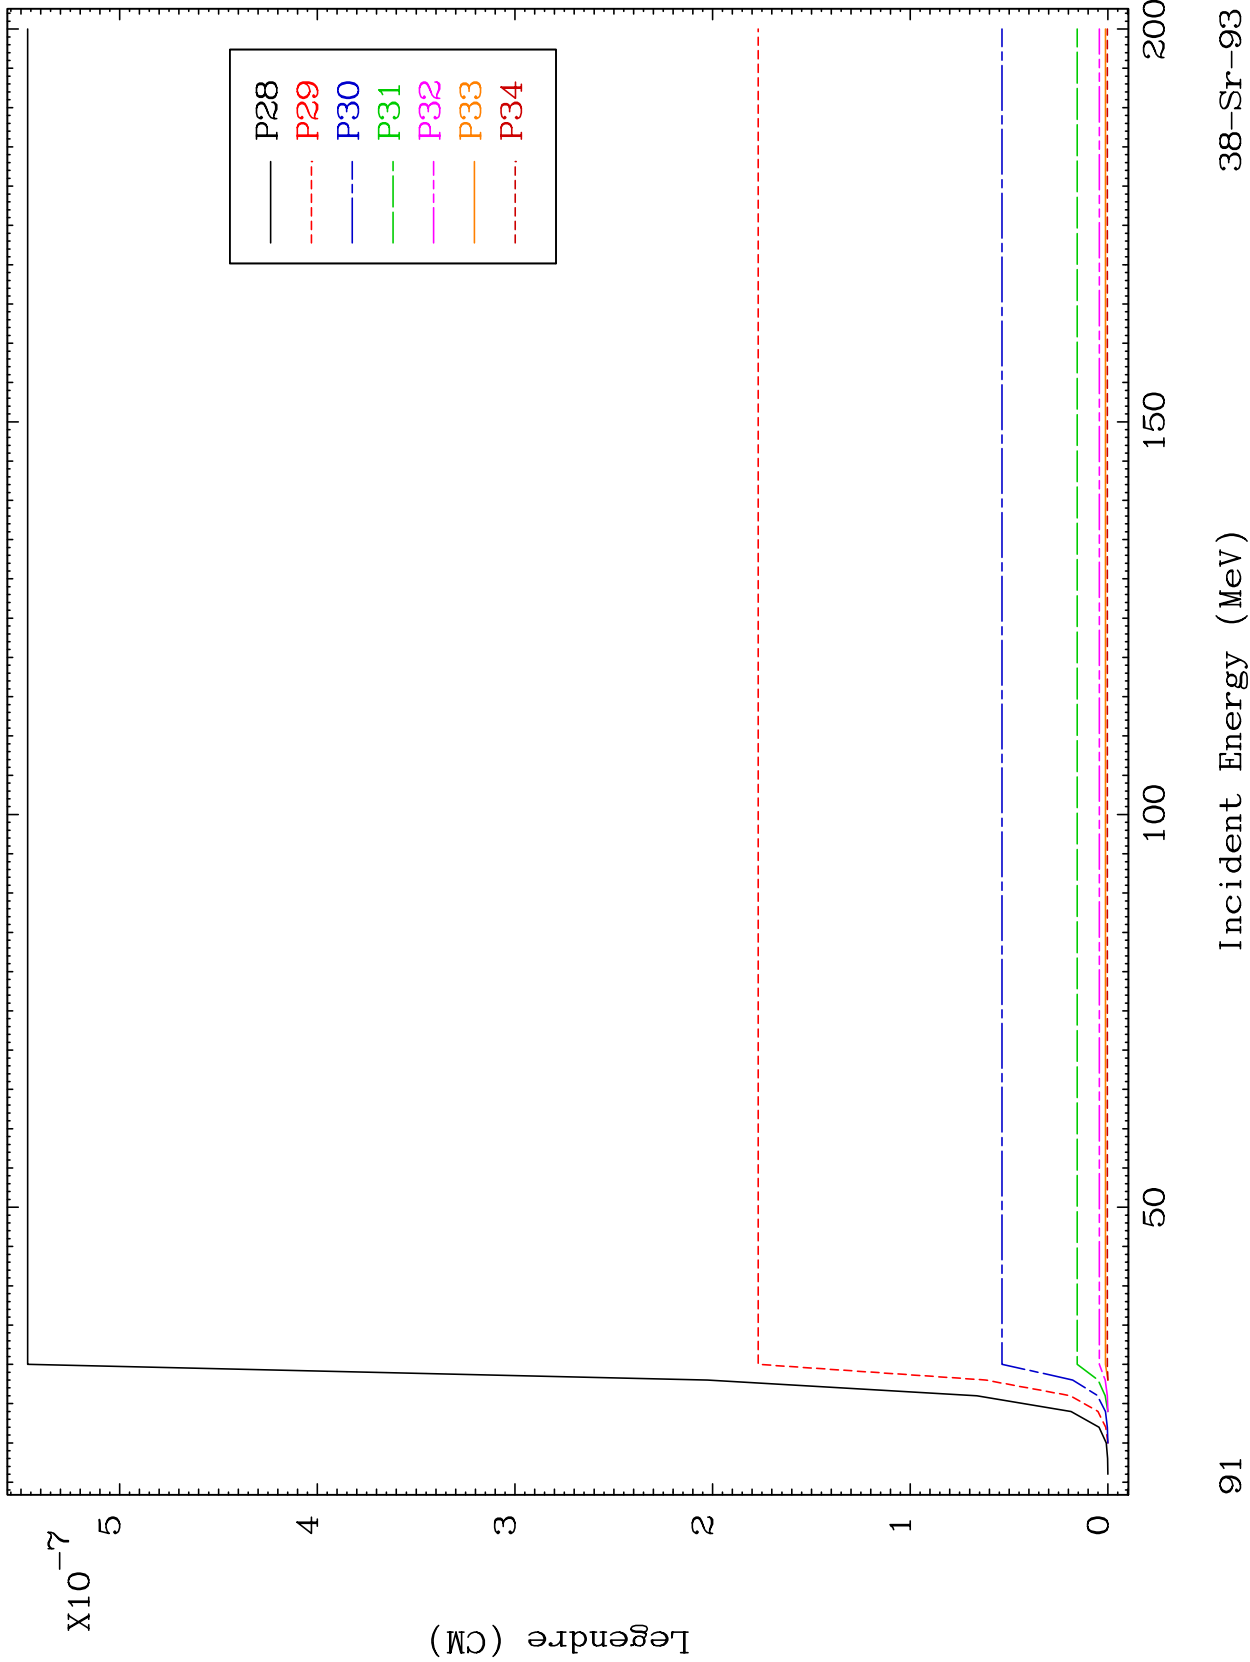 X10-7
5
4
3
2
1
0
Legendre (CM)
P28
P29
P30
P31
P32
P33
P34
50
100
150
200
Incident Energy (MeV)
91
38-Sr-93